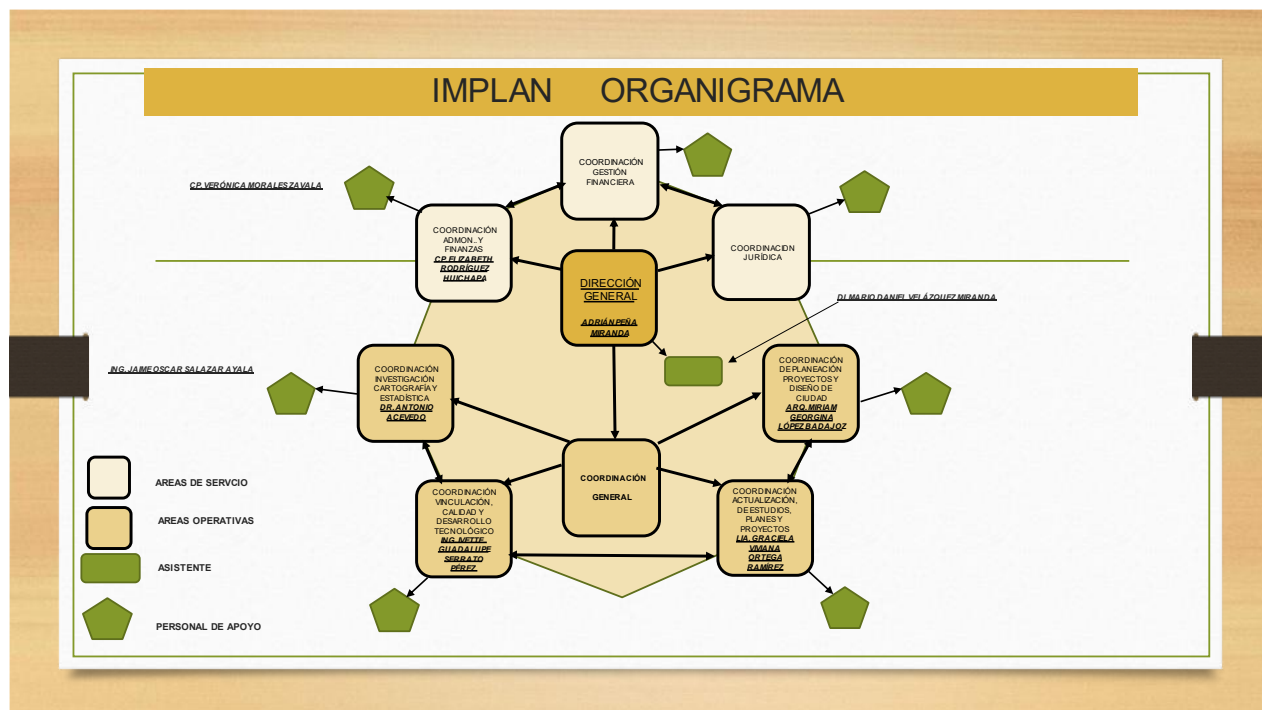 IMPLAN ORGANIGRAMA
COORDINACIÓN
GESTIÓN
FINANCIERA
CP. VERÓNICA MORALES ZAVALA
COORDINACIÓN
ADMON.. Y
FINANZAS
CP. ELIZABETH
RODRÍGUEZ
HUICHAPA
COORDINACION
JURÍDICA
DIRECCIÓN
GENERAL
ADRIÁN PEÑA
MIRANDA
DI. MARIO DANIEL VELÁZQUEZ MIRANDA
ING. JAIME OSCAR SALAZAR AYALA
COORDINACIÓN
INVESTIGACIÓN
CARTOGRAFÍA Y
ESTADÍSTICA
DR. ANTONIO
ACEVEDO
COORDINACIÓN
DE PLANEACIÓN
PROYECTOS Y
DISEÑO DE
CIUDAD
ARQ. MIRIAM
GEORGINA
LÓPEZ BADAJOZ
COORDINACIÓN
GENERAL
COORDINACIÓN
VINCULACIÓN,
CALIDAD Y
DESARROLLO
TECNOLÓGICO
ING. IVETTE
GUADALUPE
SERRATO
PÉREZ
COORDINACIÓN
ACTUALIZACIÓN,
DE ESTUDIOS,
PLANES Y
PROYECTOS
LIA. GRACIELA
VIVIANA
ORTEGA
RAMÍREZ
AREAS DE SERVCIO
AREAS OPERATIVAS
ASISTENTE
PERSONAL DE APOYO